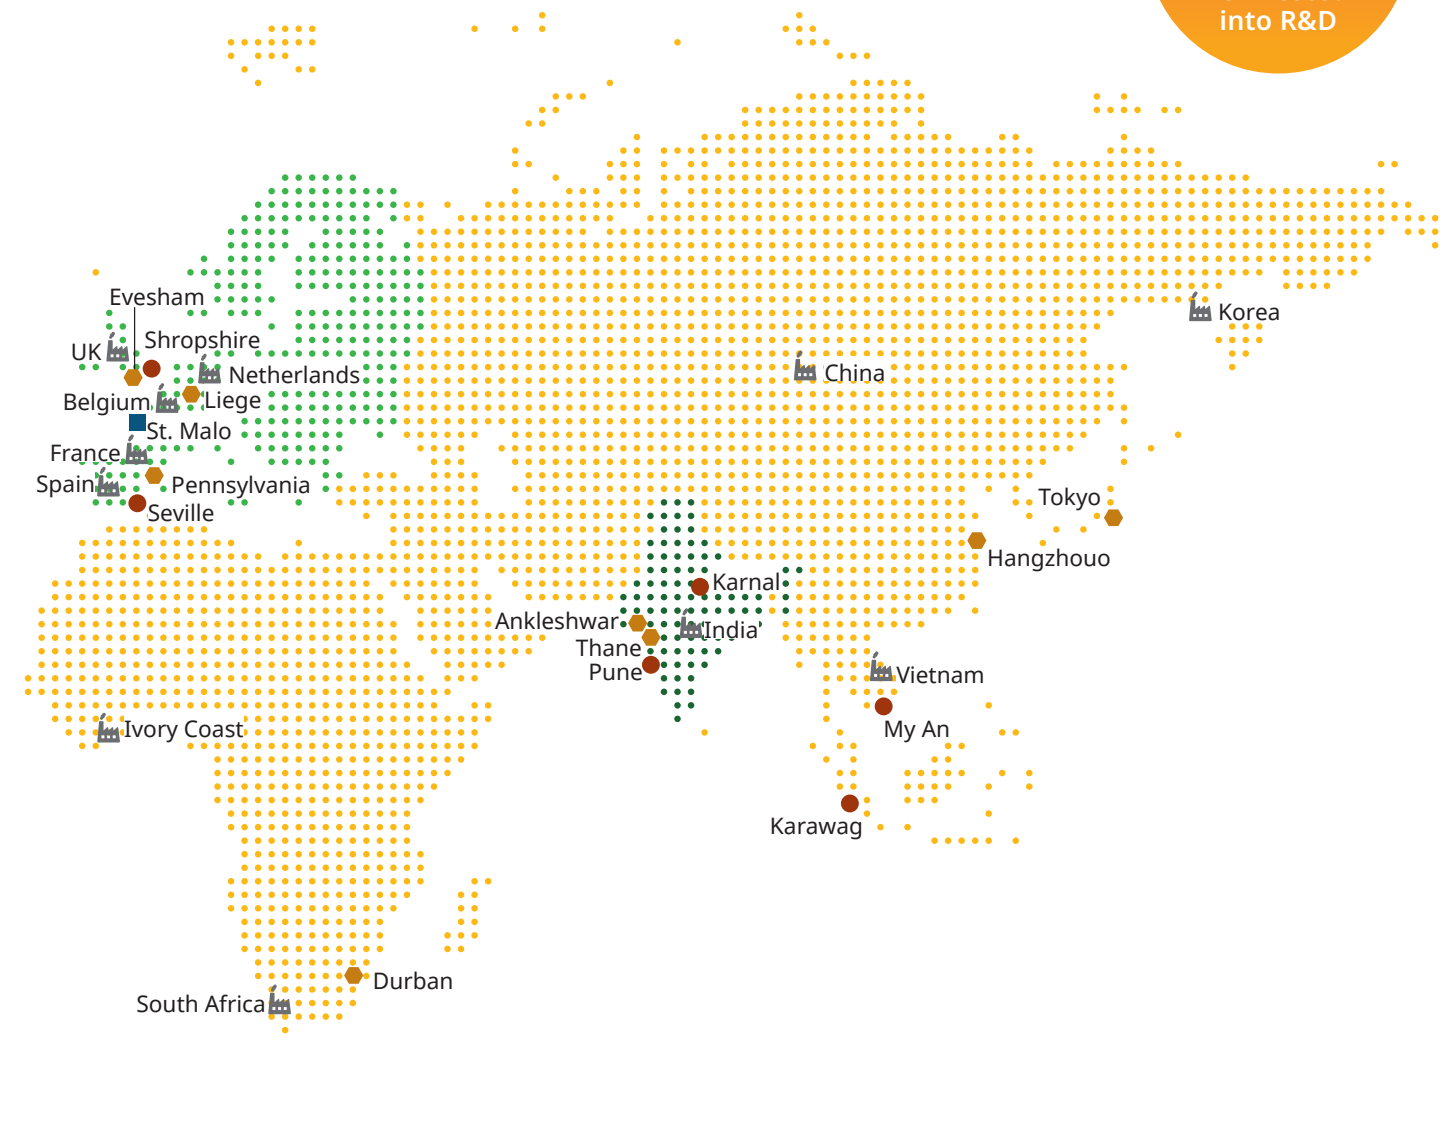 into R&D
Evesham
Korea
Shropshire
UK
Netherlands
China
Belgium
Liege
St. Malo
France
Spain
Pennsylvania
Tokyo
Seville
Hangzhouo
Karnal
Ankleshwar
India
Thane
Pune
Vietnam
Ivory Coast
My An
Karawag
Durban
South Africa